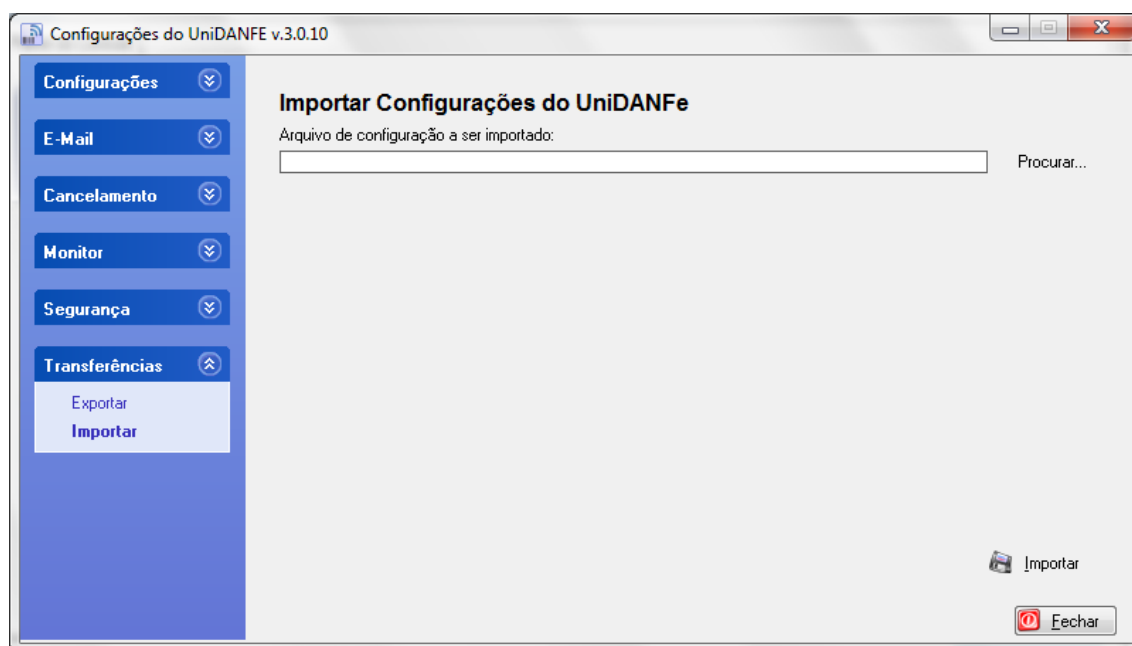 Configurações do UniDANFE v.3.0.10
Configurações
E-Mail
Cancelamento
Monitor
Segurança
Transferências
Exportar
Importar
Importar Configurações do UniDANFe
Arquivo de configuração a ser importado:
Procurar...
Importar
Fechar